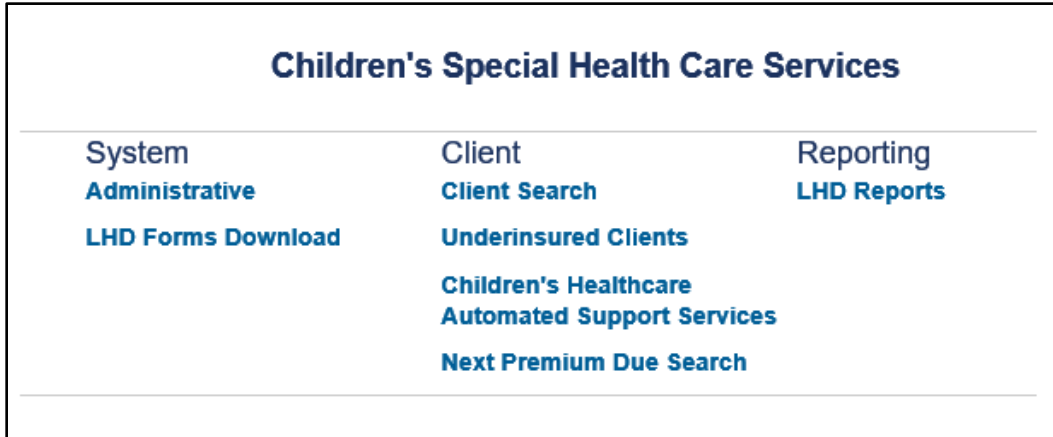 Children's Special Health Care Services
System
Administrative
LHD Forms Download
Client
Client Search
Underinsured Clients
Children's Healthcare
Automated Support Services
Next Premium Due Search
Reporting
LHD Reports